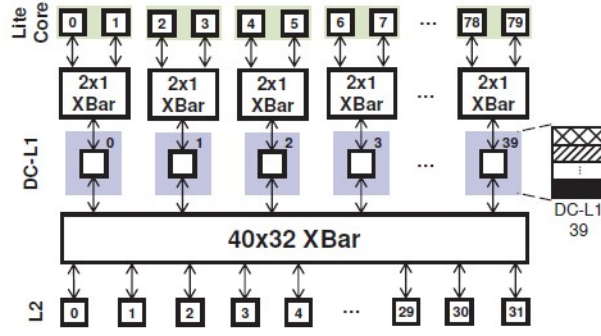 Lite Core
0 1 2 3 4 5 6 7 ... 78 79
2x1 XBar 2x1 XBar 2x1 XBar 2x1 XBar ... 2x1 XBar
DC-L1
0 1 2 3 ... 39
DC-L1
39
40x32 XBar
L2
0 1 2 3 4 ... 29 30 31